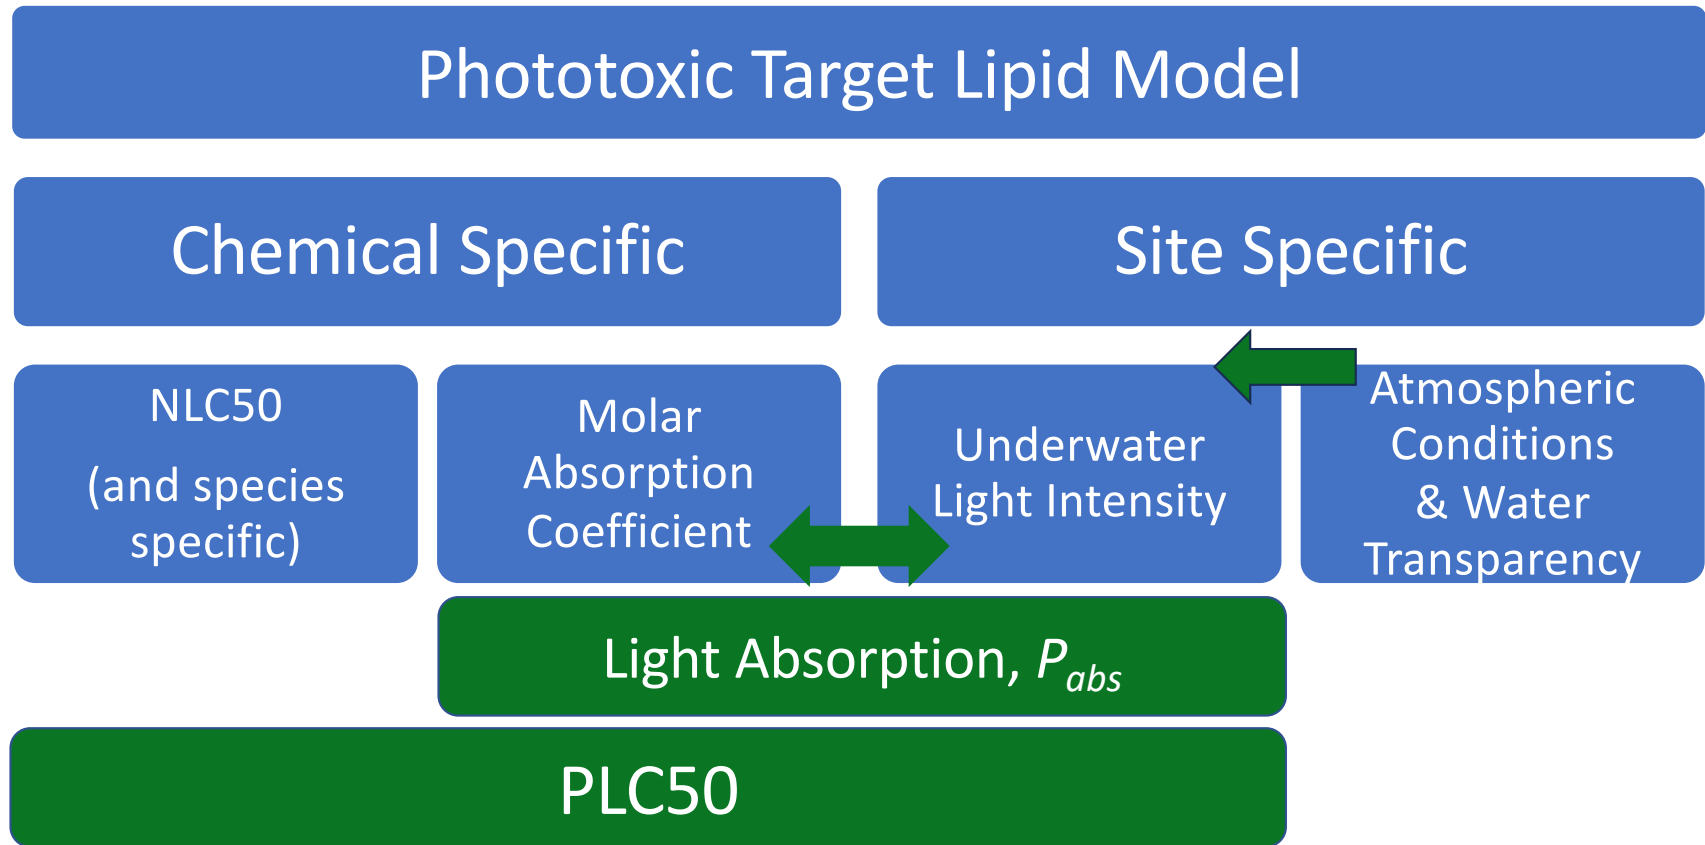 Phototoxic Target Lipid Model
Chemical Specific
Site Specific
NLC50
(and species
specific)
Molar
Absorption
Coefficient
Underwater
Light Intensity
Atmospheric
Conditions
& Water
Transparency
Light Absorption, P_abs
PLC50